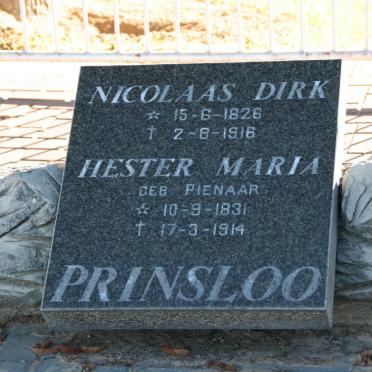 NICOLAAS DIRK
☆ 15-6-1826
† 2-8-1916
HESTER MARIA
GEB PIENAAR
☆ 10-9-1831
† 17-3-1914
PRINSLOO